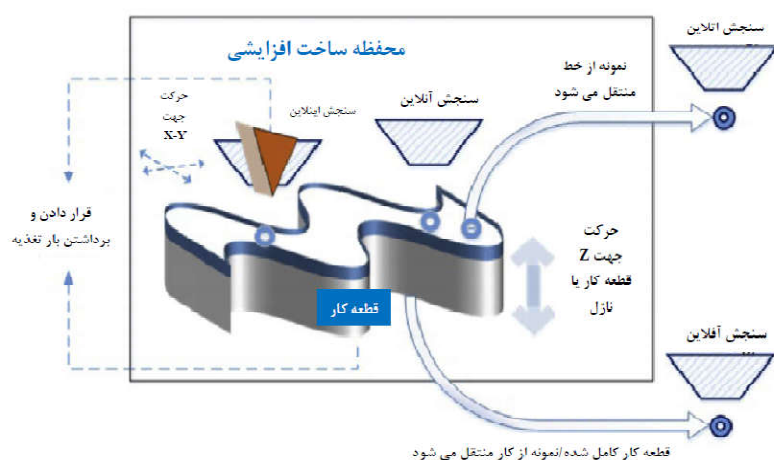 سنجش اتلاین
محفظه ساخت افزایشی
نمونه از خط
منتقل می شود
سنجش آنلاین
سنجش اینلاین
حرکت
جهت
X-Y
قرار دادن و
برداشتن بار تغذیه
حرکت
جهت Z
قطعه کار یا
نازل
قطعه کار
سنجش آفلاین
قطعه کار کامل شده/نمونه از کار منتقل می شود